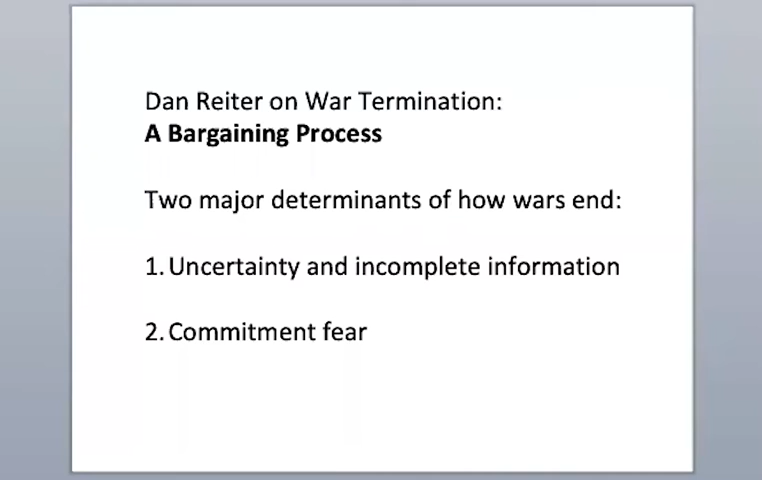 Dan Reiter on War Termination:
A Bargaining Process
Two major determinants of how wars end:
1. Uncertainty and incomplete information
2. Commitment fear